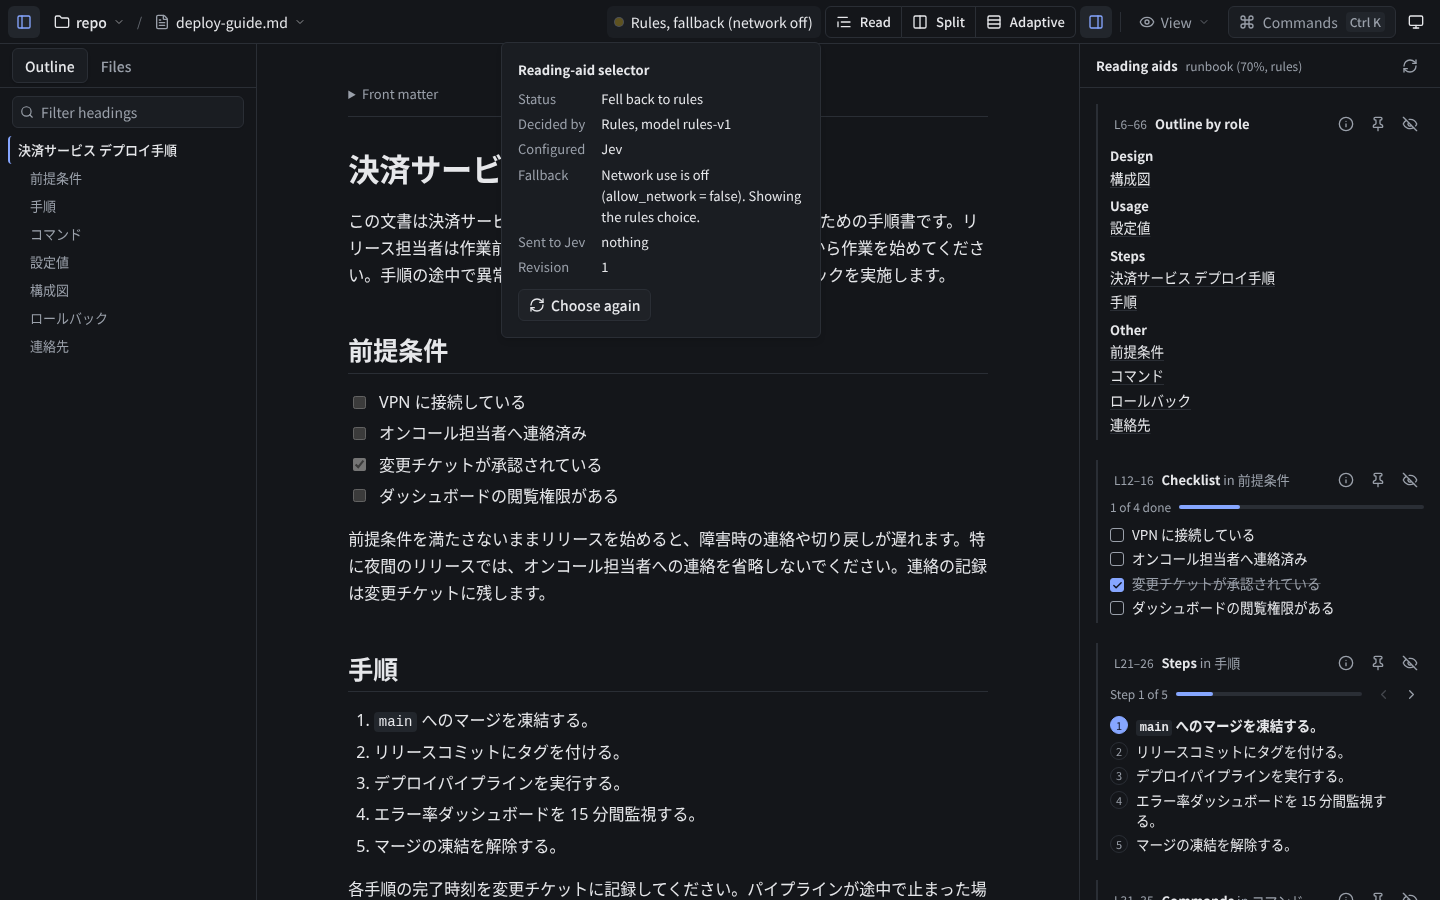 repo / deploy-guide.md
Rules, fallback (network off)
Read
Split
Adaptive
View
Commands Ctrl K
Outline
Files
Filter headings
決済サービス デプロイ手順
前提条件
手順
コマンド
設定値
構成図
ロールバック
連絡先
Front matter
決済サービ
この文書は決済サービ
ための手順書です。リ
リース担当者は作業前
から作業を始めてくださ
い。手順の途中で異常
ックを実施します。
Reading-aid selector
Status Fell back to rules
Decided by Rules, model rules-v1
Configured Jev
Fallback Network use is off
(allow_network = false). Showing
the rules choice.
Sent to Jev nothing
Revision 1
Choose again
前提条件
VPN に接続している
オンコール担当者へ連絡済み
変更チケットが承認されている
ダッシュボードの閲覧権限がある
前提条件を満たさないままリリースを始めると、障害時の連絡や切り戻しが遅れます。特
に夜間のリリースでは、オンコール担当者への連絡を省略しないでください。連絡の記録
は変更チケットに残します。
手順
1. main へのマージを凍結する。
2. リリースコミットにタグを付ける。
3. デプロイパイプラインを実行する。
4. エラー率ダッシュボードを 15 分間監視する。
5. マージの凍結を解除する。
各手順の完了時刻を変更チケットに記録してください。パイプラインが途中で止まった場
Reading aids runbook (70%, rules)
L6–66 Outline by role
Design
構成図
Usage
設定値
Steps
決済サービス デプロイ手順
手順
Other
前提条件
コマンド
ロールバック
連絡先
L12–16 Checklist in 前提条件
1 of 4 done
VPN に接続している
オンコール担当者へ連絡済み
変更チケットが承認されている
ダッシュボードの閲覧権限がある
L21–26 Steps in 手順
Step 1 of 5
1 main へのマージを凍結する。
2 リリースコミットにタグを付ける。
3 デプロイパイプラインを実行する。
4 エラー率ダッシュボードを 15 分間監視す
る。
5 マージの凍結を解除する。
Commands in コマンド